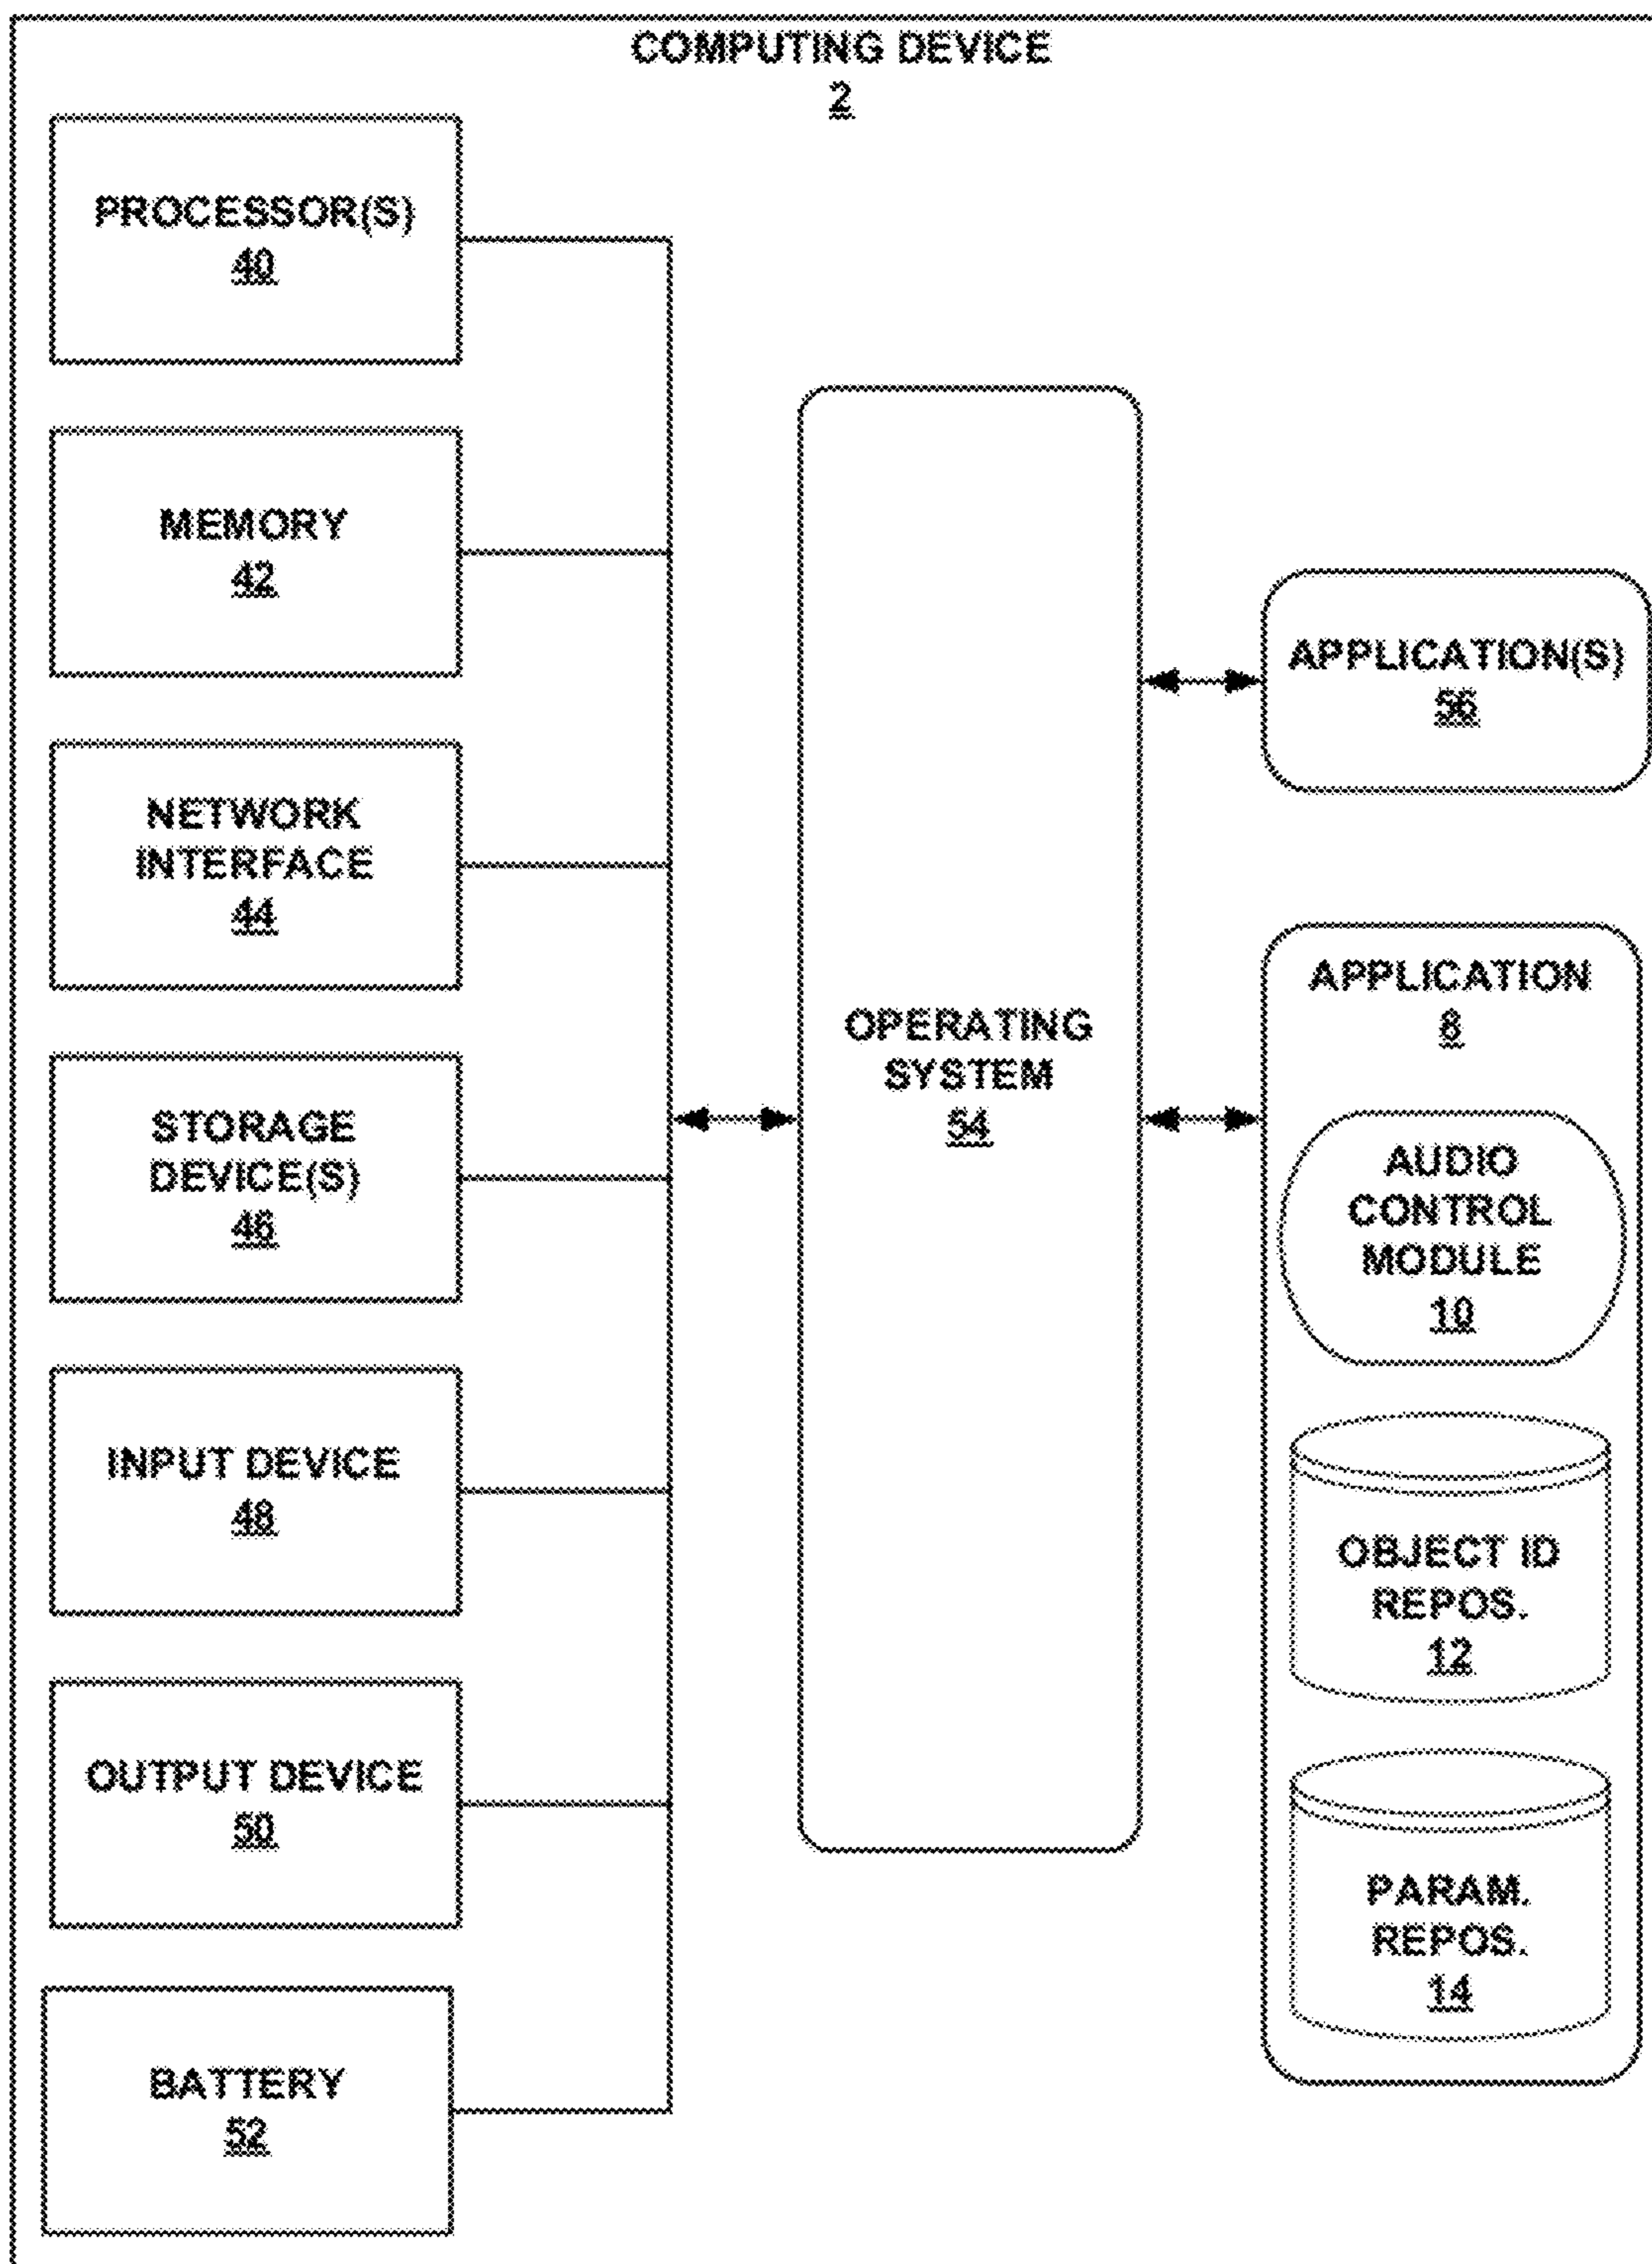 COMPUTING DEVICE
2
PROCESSOR(S)
40
MEMORY
42
NETWORK
INTERFACE
44
STORAGE
DEVICE(S)
46
INPUT DEVICE
48
OUTPUT DEVICE
50
BATTERY
52
OPERATING
SYSTEM
54
APPLICATION(S)
56
APPLICATION
8
AUDIO
CONTROL
MODULE
10
OBJECT ID
REPOS.
12
PARAM.
REPOS.
14